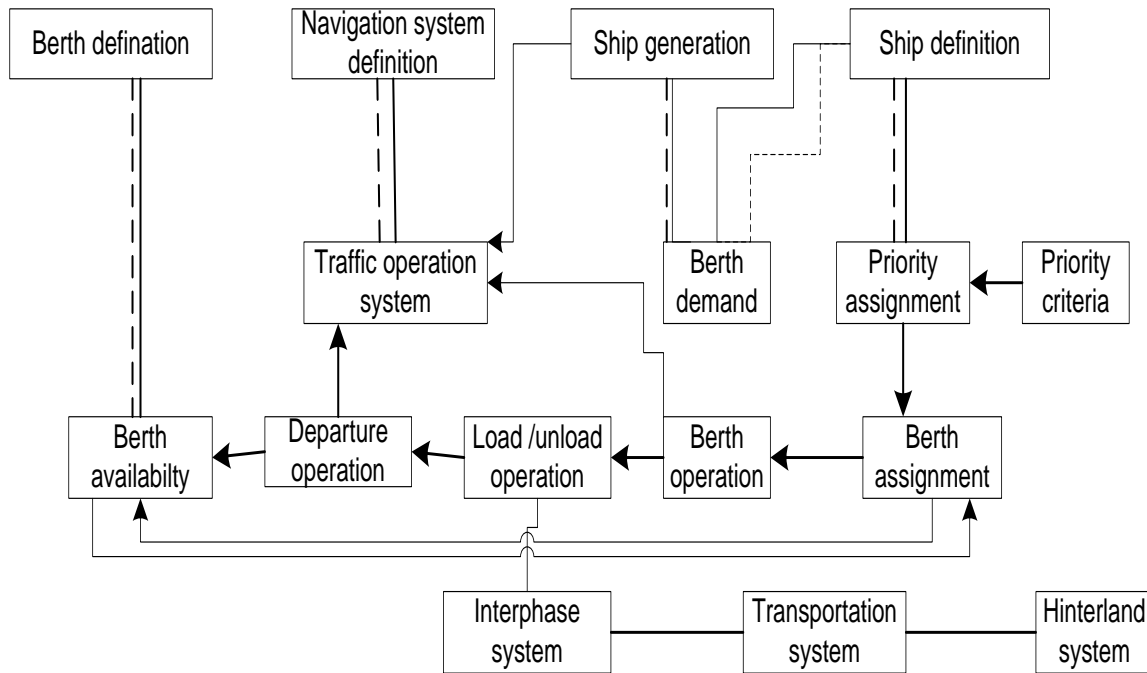 Berth defination
Navigation system
definition
Ship generation
Ship definition
Traffic operation
system
Berth
demand
Priority
assignment
Priority
criteria
Berth
availabilty
Departure
operation
Load /unload
operation
Berth
operation
Berth
assignment
Interphase
system
Transportation
system
Hinterland
system